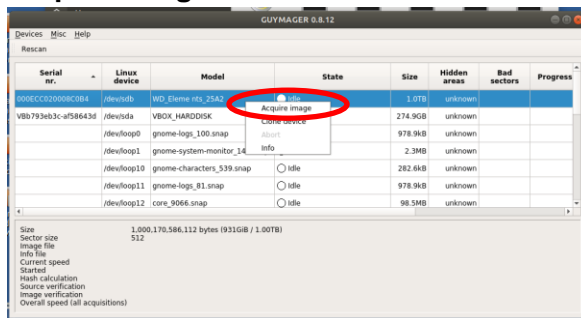 GUYMAGER 0.8.12
Devices Misc Help
Rescan
Serial nr. Linux device Model State Size Hidden areas Bad sectors Progress
000ECC020008C0B4 /dev/sdb WD_Eleme nts_25A2 Idle 1.0TB unknown
Acquire image
VBb793eb3c-af58643d /dev/sda VBOX_HARDDISK 274.9GB unknown
Clone device
/dev/loop0 gnome-logs_100.snap 978.9kB unknown
Abort
/dev/loop1 gnome-system-monitor_14 2.3MB unknown
Info
/dev/loop10 gnome-characters_539.snap Idle 282.6kB unknown
/dev/loop11 gnome-logs_81.snap Idle 978.9kB unknown
/dev/loop12 core_9066.snap Idle 98.5MB unknown
Size 1,000,170,586,112 bytes (931GiB / 1.00TB)
Sector size 512
Image file
Info file
Current speed
Started
Hash calculation
Source verification
Image verification
Overall speed (all acquisitions)